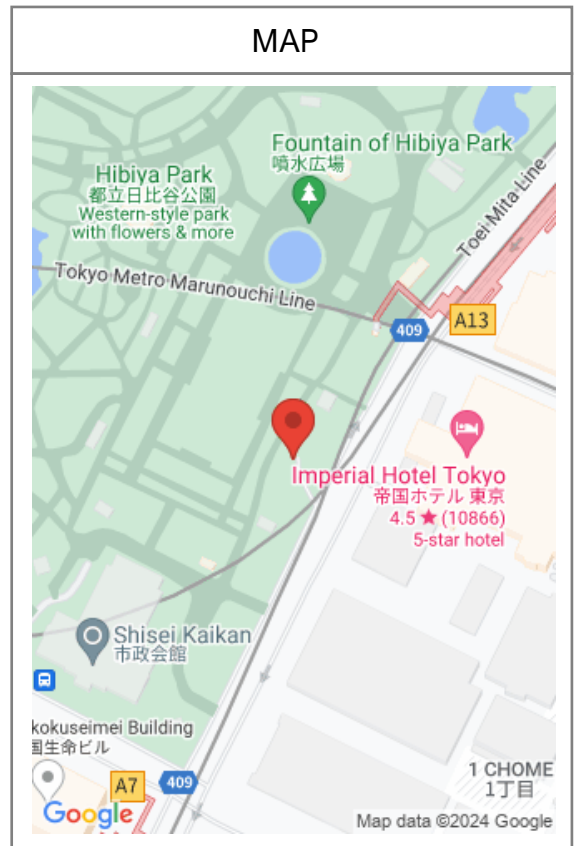 MAP
Fountain of Hibiya Park
噴水広場
Hibiya Park
都立日比谷公園
Western-style park
with flowers & more
Toei Mita Line
Tokyo Metro Marunouchi Line
409
A13
Imperial Hotel Tokyo
帝国ホテル 東京
4.5 ★ (10866)
5-star hotel
Shisei Kaikan
市政会館
kokuseimei Building
国生命ビル
1 CHOME
1丁目
A7
409
Google
Map data ©2024 Google